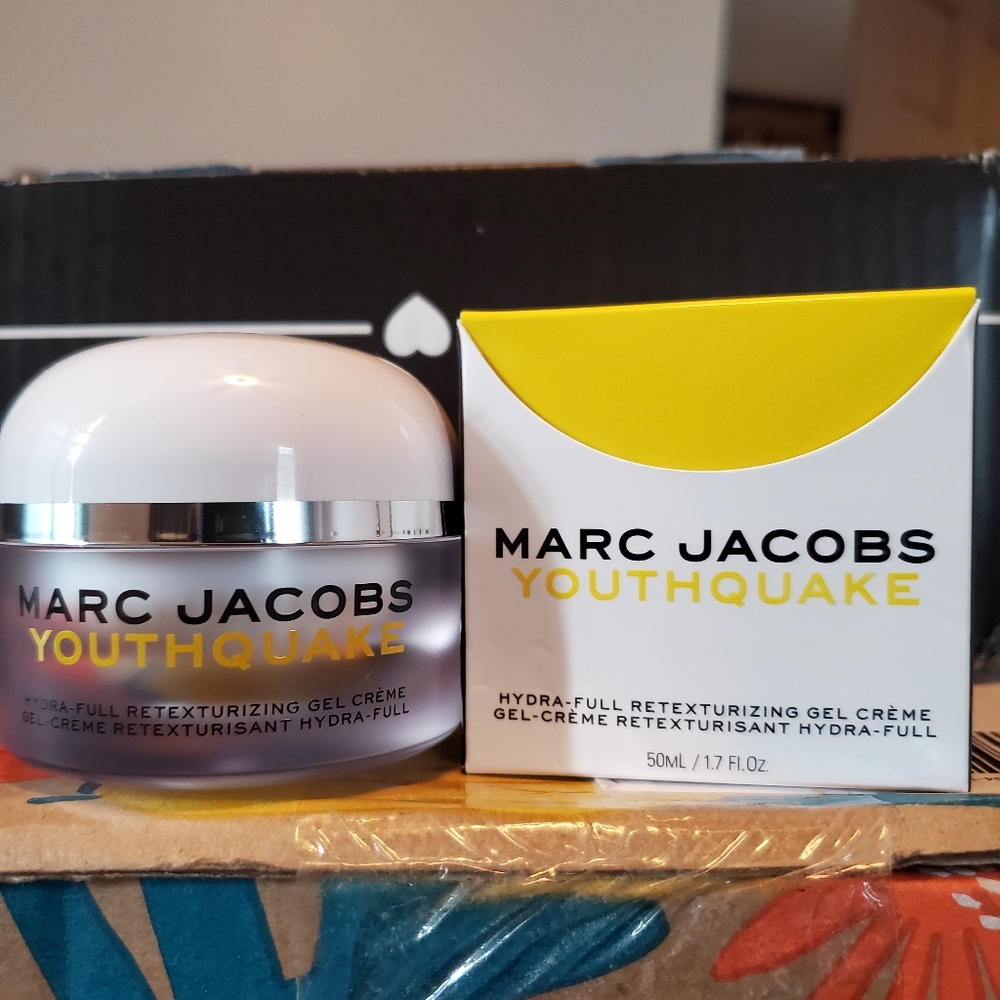 MARC JACOBS
YOUTHQUAKE
HYDRA-FULL RETEXTURIZING GEL CRÈME
GEL-CRÈME RETEXTURISANT HYDRA-FULL
MARC JACOBS
YOUTHQUAKE
HYDRA-FULL RETEXTURIZING GEL CRÈME
GEL-CRÈME RETEXTURISANT HYDRA-FULL
50mL / 1.7 Fl.Oz.